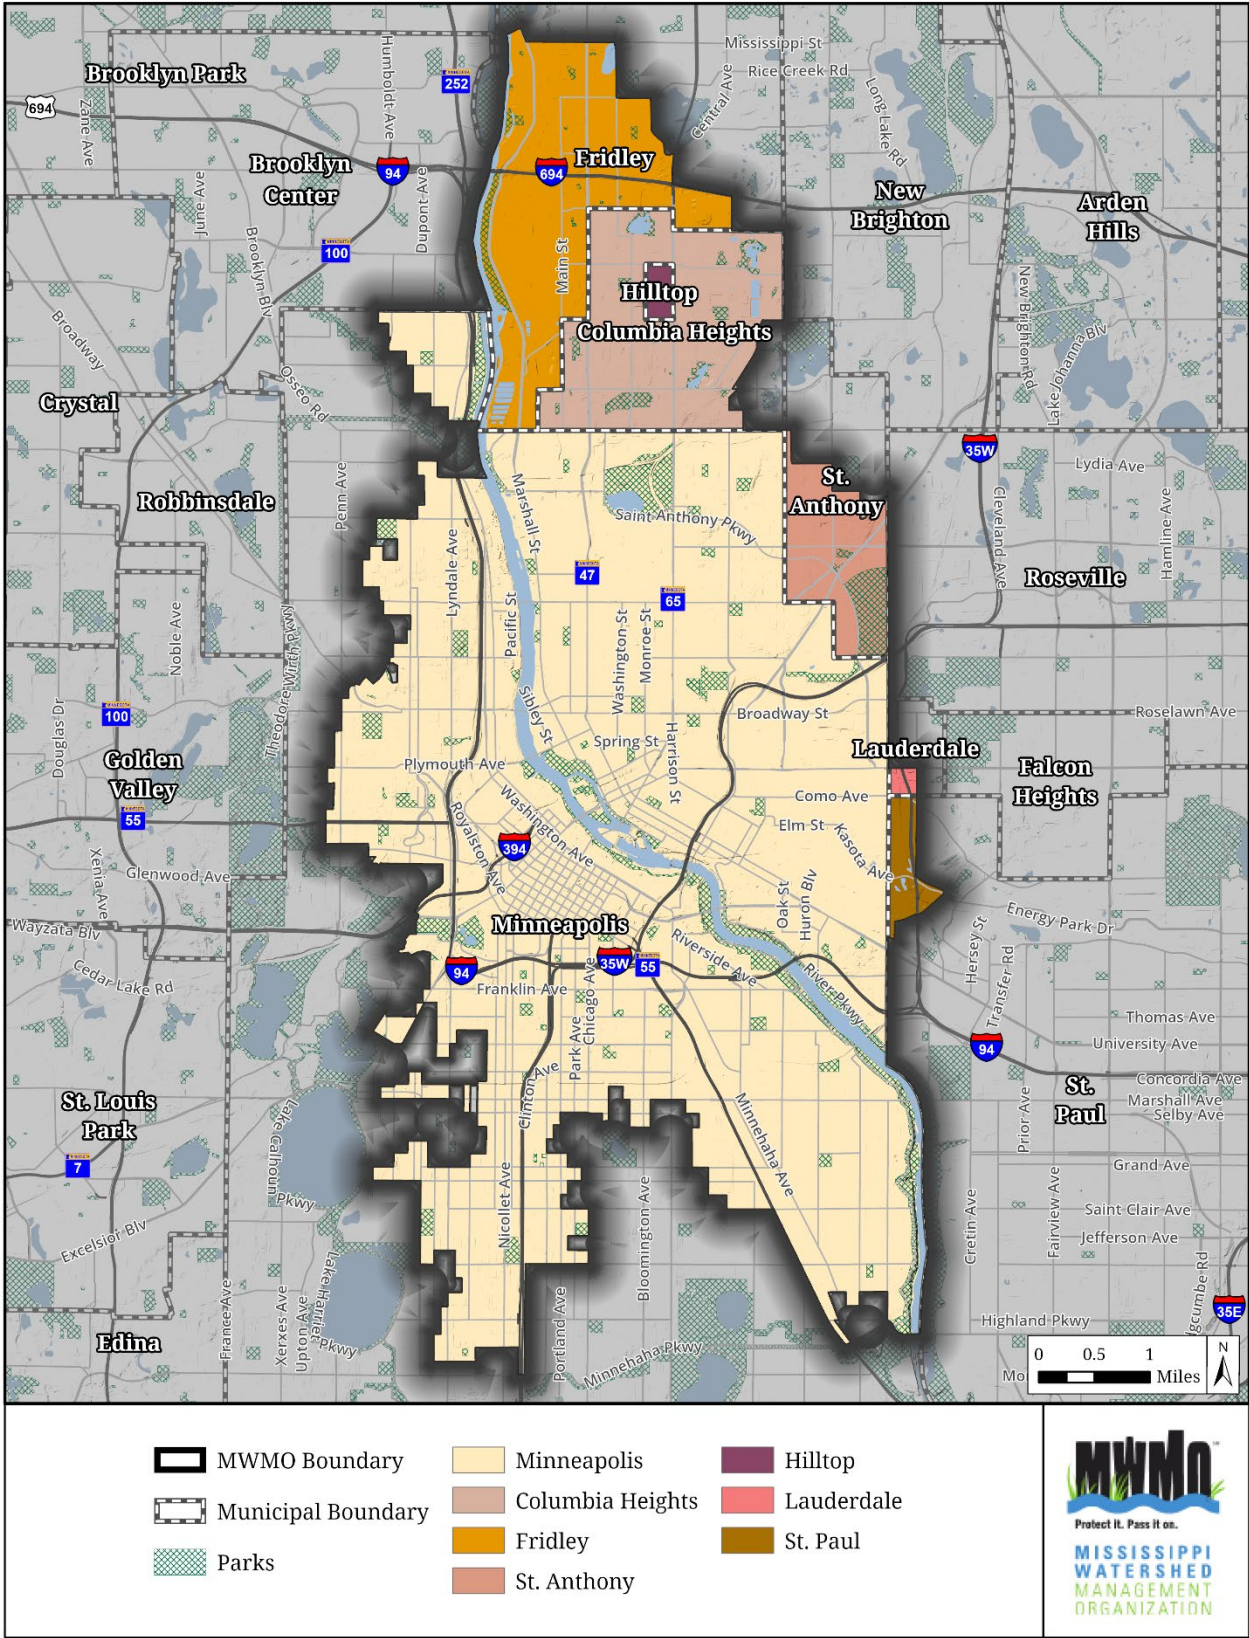 Mississippi St
Rice Creek Rd
Brooklyn Park
Humboldt Ave
252
Central Ave
Long Lake Rd
694
Zane Ave
Brooklyn
Center
94
Dupont Ave
694
Fridley
New
Brighton
Arden
Hills
June Ave
100
Brooklyn Blv
Main St
Hilltop
Columbia Heights
New Brighton Rd
Lake Johanna Blv
Broadway
Osseo Rd
Crystal
35W
Lydia Ave
Robbinsdale
Penn Ave
Marshall St
Saint Anthony Pkwy
St.
Anthony
Cleveland Ave
Hamline Ave
Lyndale Ave
47
65
Roseville
Noble Ave
Theodore Wirth Pkwy
Pacific St
Washington St
Monroe St
Douglas Dr
100
Sibley St
Broadway St
Roselawn Ave
Golden
Valley
Plymouth Ave
Spring St
Harrison St
Lauderdale
Falcon
Heights
55
Royalston Ave
Washington Ave
394
Como Ave
Elm St
Kasota Ave
Xenia Ave
Glenwood Ave
Oak St
Huron Blv
Wayzata Blv
Minneapolis
Energy Park Dr
Cedar Lake Rd
94
Franklin Ave
35W
55
Riverside Ave
River Pkwy
Hersey St
Transfer Rd
Park Ave
Chicago Ave
Clinton Ave
Thomas Ave
University Ave
94
St. Louis
Park
Lake Calhoun
Pkwy
Minnehaha Ave
Prior Ave
St.
Paul
Concordia Ave
Marshall Ave
Selby Ave
7
Grand Ave
Excelsior Blv
Nicollet Ave
Bloomington Ave
Cretin Ave
Fairview Ave
Saint Clair Ave
Jefferson Ave
France Ave
Xerxes Ave
Upton Ave
Lake Harriet
Pkwy
Portland Ave
Minnehaha Pkwy
Highland Pkwy
35E
Edina
0 0.5 1
Miles
N
MWMO Boundary
Municipal Boundary
Parks
Minneapolis
Columbia Heights
Fridley
St. Anthony
Hilltop
Lauderdale
St. Paul
MWMO
Protect it. Pass it on.
MISSISSIPPI
WATERSHED
MANAGEMENT
ORGANIZATION